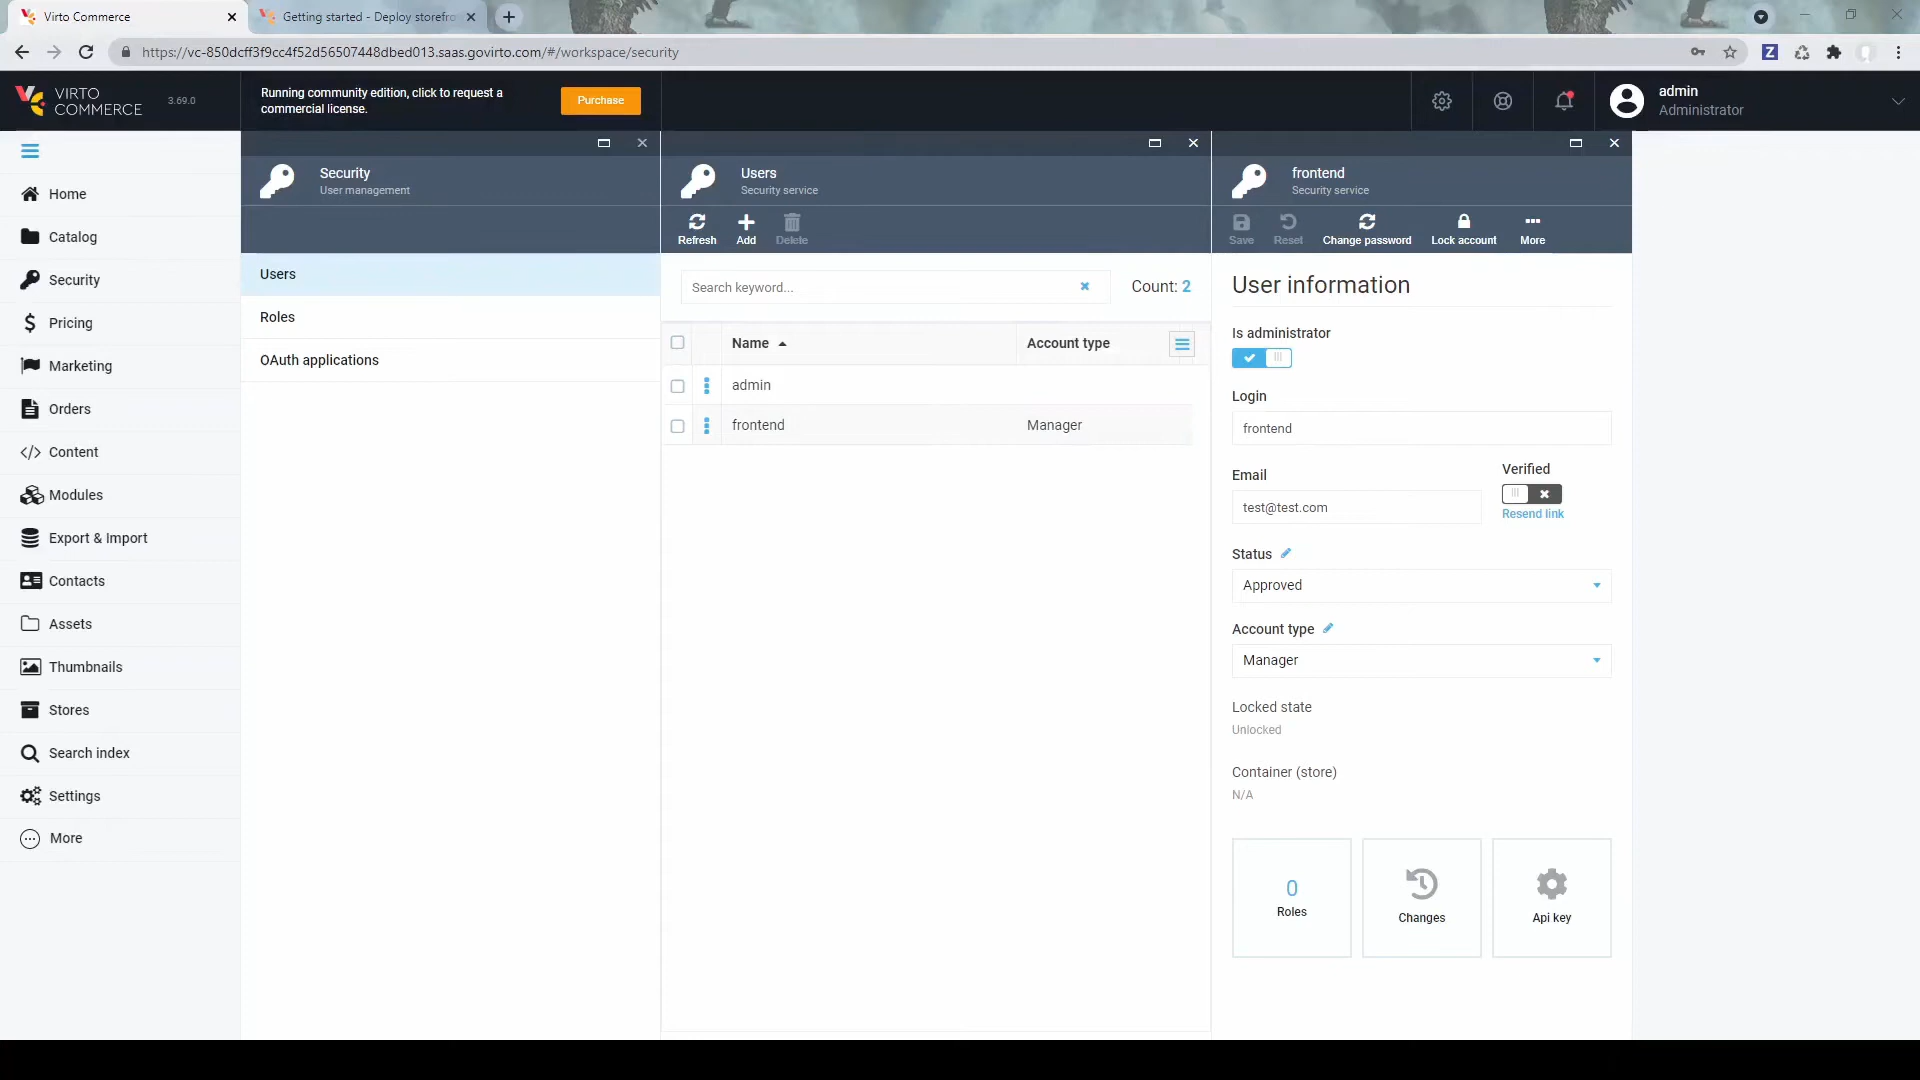 Virto Commerce
Getting started - Deploy storefro
https://vc-850dcff3f9cc4f52d56507448dbed013.saas.govirto.com/#/workspace/security
VIRTO
COMMERCE
3.69.0
Running community edition, click to request a
commercial license.
Purchase
admin
Administrator
Home
Catalog
Security
Pricing
Marketing
Orders
Content
Modules
Export & Import
Contacts
Assets
Thumbnails
Stores
Search index
Settings
More
Security
User management
Users
Roles
OAuth applications
Users
Security service
Refresh
Add
Delete
Search keyword...
Count: 2
Name
Account type
admin
frontend
Manager
frontend
Security service
Save
Reset
Change password
Lock account
More
User information
Is administrator
Login
frontend
Email
Verified
test@test.com
Resend link
Status
Approved
Account type
Manager
Locked state
Unlocked
Container (store)
N/A
0
Roles
Changes
Api key